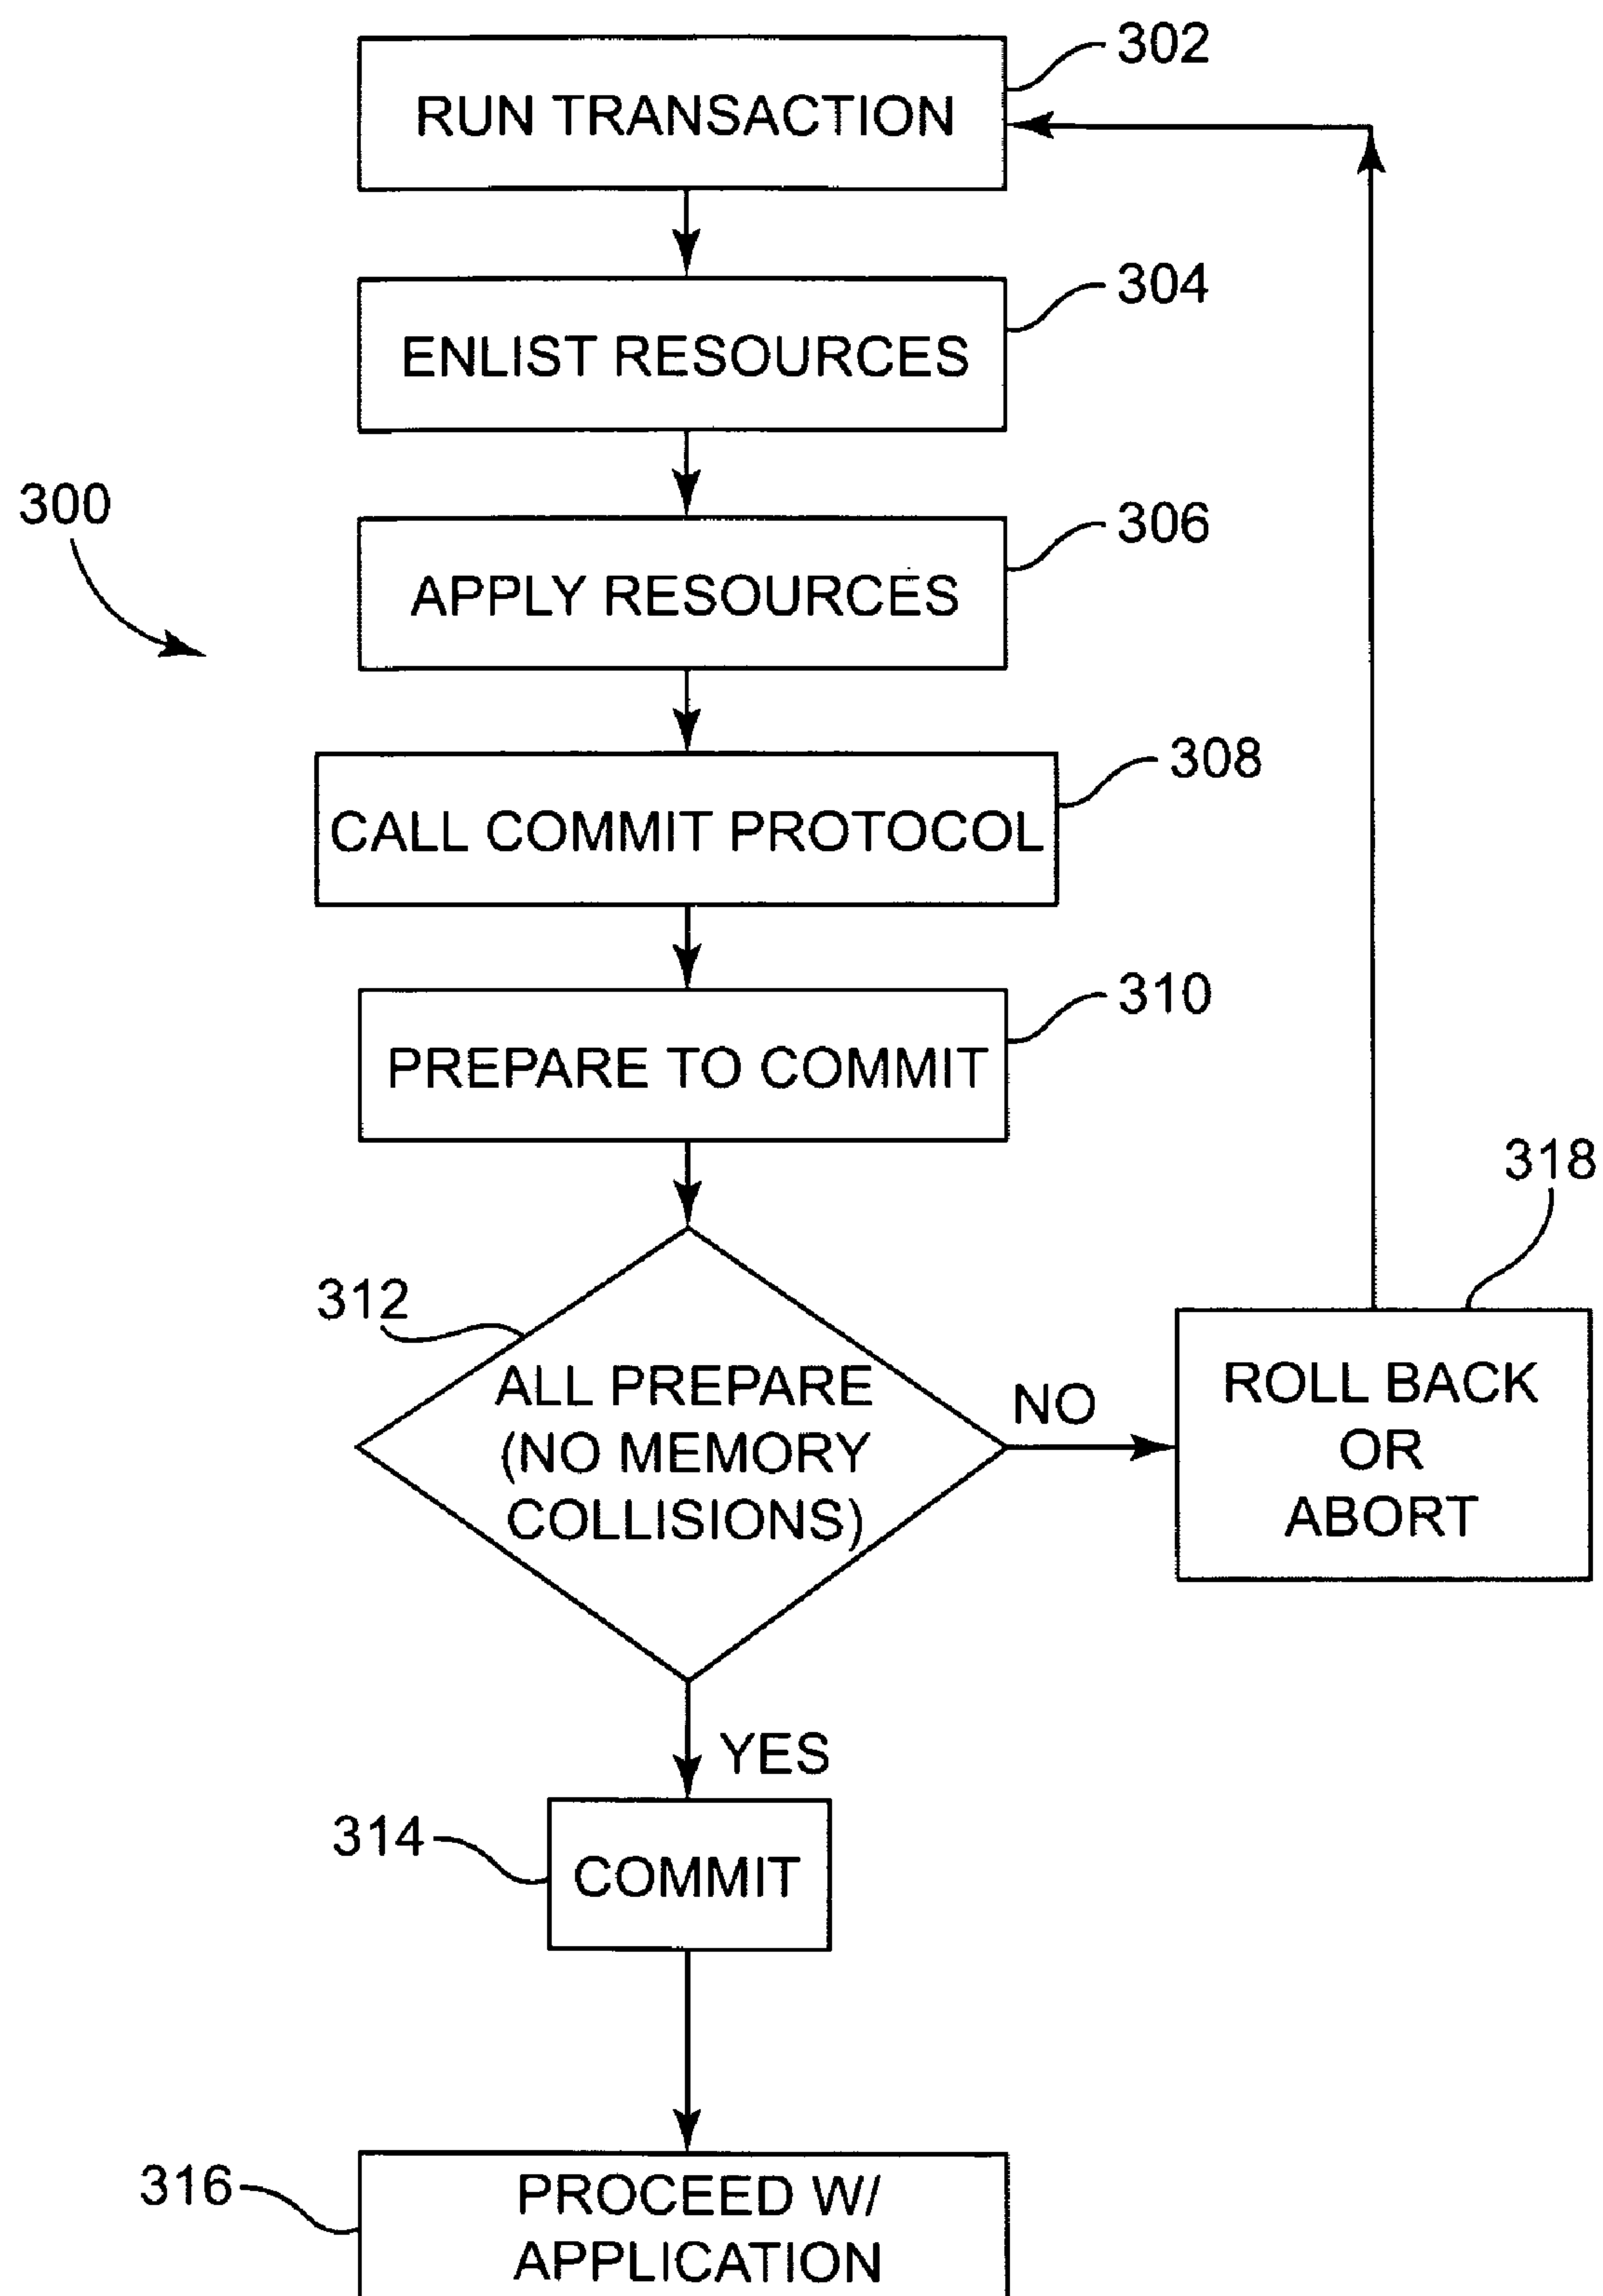 302
RUN TRANSACTION
304
ENLIST RESOURCES
300
306
APPLY RESOURCES
308
CALL COMMIT PROTOCOL
310
PREPARE TO COMMIT
318
312
ALL PREPARE
(NO MEMORY
COLLISIONS)
NO
ROLL BACK
OR
ABORT
YES
314
COMMIT
316
PROCEED W/
APPLICATION